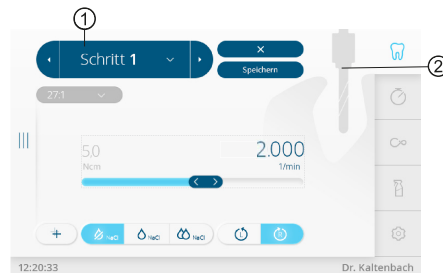 1
Schritt 1
×
Speichern
2
27:1
5,0
Ncm
2.000
1/min
NaCl
NaCl
NaCl
L
R
12:20:33
Dr. Kaltenbach